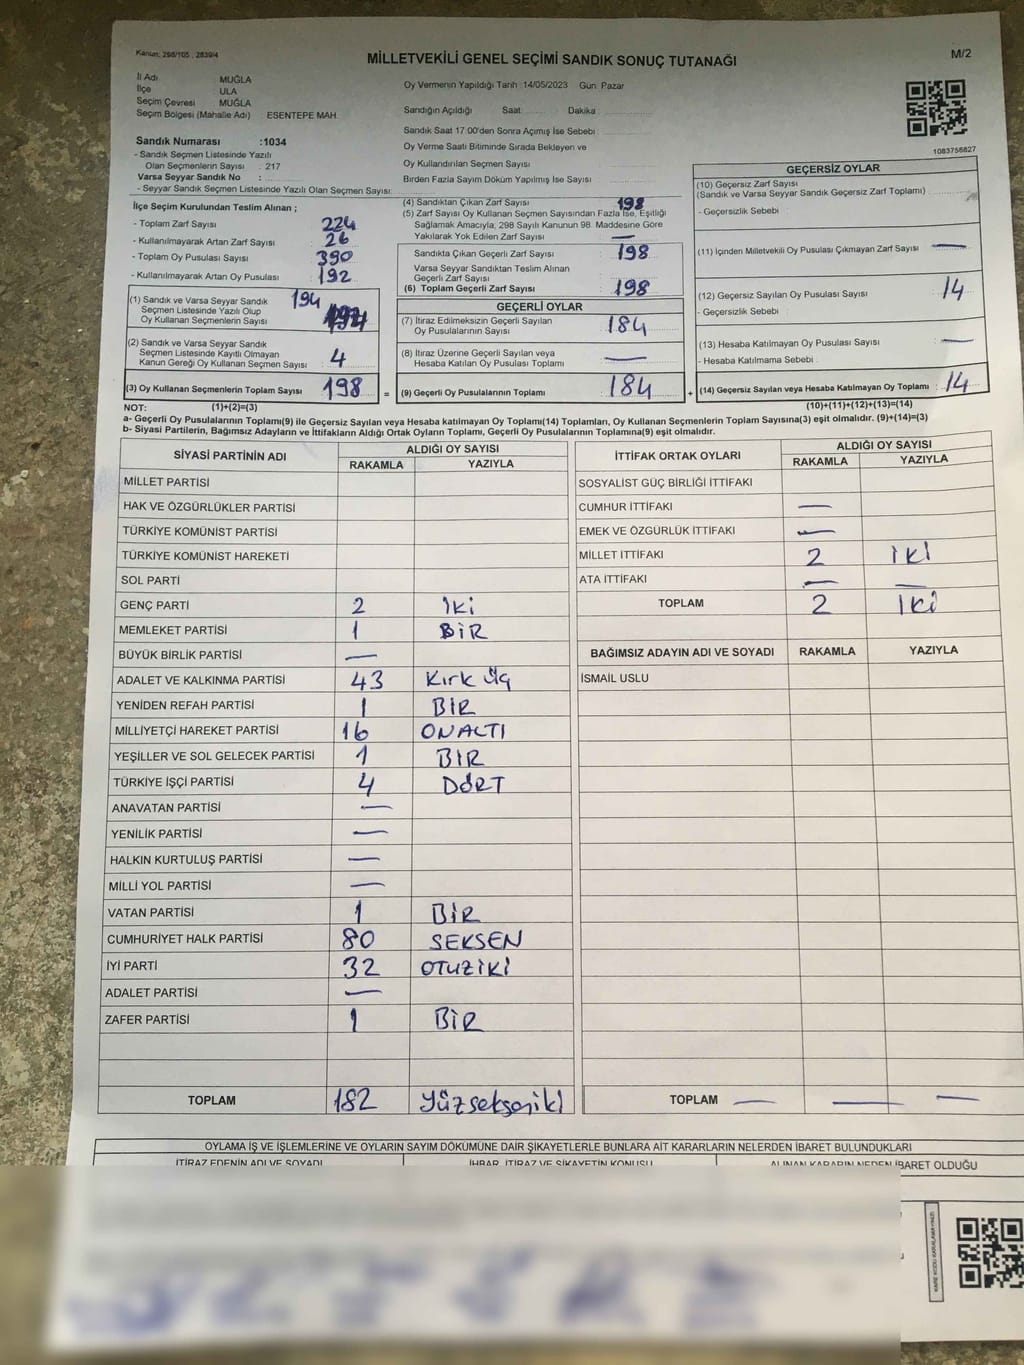 Kanun: 298/105 , 2839/4
MİLLETVEKİLİ GENEL SEÇİMİ SANDIK SONUÇ TUTANAĞI
M/2
İl Adı MUĞLA
İlçe ULA
Seçim Çevresi MUĞLA
Seçim Bölgesi (Mahalle Adı) ESENTEPE MAH.
Oy Vermenin Yapıldığı Tarih :14/05/2023 Gün: Pazar
Sandığın Açıldığı Saat: Dakika:
Sandık Saat 17:00'den Sonra Açımış İse Sebebi
Oy Verme Saati Bitiminde Sırada Bekleyen ve
Oy Kullandırılan Seçmen Sayısı
Birden Fazla Sayım Döküm Yapılmış İse Sayısı
1083756827
Sandık Numarası :1034
- Sandık Seçmen Listesinde Yazılı
Olan Seçmenlerin Sayısı : 217
Varsa Seyyar Sandık No :
- Seyyar Sandık Seçmen Listesinde Yazılı Olan Seçmen Sayısı:
İlçe Seçim Kurulundan Teslim Alınan ;
- Toplam Zarf Sayısı 224
- Kullanılmayarak Artan Zarf Sayısı 26
- Toplam Oy Pusulası Sayısı 390
- Kullanılmayarak Artan Oy Pusulası 192
(1) Sandık ve Varsa Seyyar Sandık
Seçmen Listesinde Yazılı Olup
Oy Kullanan Seçmenlerin Sayısı 194
(2) Sandık ve Varsa Seyyar Sandık
Seçmen Listesinde Kayıtlı Olmayan
Kanun Gereği Oy Kullanan Seçmen Sayısı 4
(3) Oy Kullanan Seçmenlerin Toplam Sayısı 198 =
(4) Sandıktan Çıkan Zarf Sayısı 198
(5) Zarf Sayısı Oy Kullanan Seçmen Sayısından Fazla İse, Eşitliği
Sağlamak Amacıyla, 298 Sayılı Kanunun 98. Maddesine Göre
Yakılarak Yok Edilen Zarf Sayısı —
Sandıkta Çıkan Geçerli Zarf Sayısı : 198
Varsa Seyyar Sandıktan Teslim Alınan
Geçerli Zarf Sayısı
(6) Toplam Geçerli Zarf Sayısı : 198
GEÇERLİ OYLAR
(7) İtiraz Edilmeksizin Geçerli Sayılan
Oy Pusulalarının Sayısı : 184
(8) İtiraz Üzerine Geçerli Sayılan veya
Hesaba Katılan Oy Pusulası Toplamı : —
(9) Geçerli Oy Pusulalarının Toplamı : 184 +
GEÇERSİZ OYLAR
(10) Geçersiz Zarf Sayısı
(Sandık ve Varsa Seyyar Sandık Geçersiz Zarf Toplamı)
- Geçersizlik Sebebi :
(11) İçinden Milletvekili Oy Pusulası Çıkmayan Zarf Sayısı —
(12) Geçersiz Sayılan Oy Pusulası Sayısı : 14
- Geçersizlik Sebebi :
(13) Hesaba Katılmayan Oy Pusulası Sayısı : —
- Hesaba Katılmama Sebebi :
(14) Geçersiz Sayılan veya Hesaba Katılmayan Oy Toplamı : 14
NOT: (1)+(2)=(3)
(10)+(11)+(12)+(13)=(14)
a- Geçerli Oy Pusulasının Toplamı(9) ile Geçersiz Sayılan veya Hesaba katılmayan Oy Toplamı(14) Toplamları, Oy Kullanan Seçmenlerin Toplam Sayısına(3) eşit olmalıdır. (9)+(14)=(3)
b- Siyasi Partilerin, Bağımsız Adayların ve İttifakların Aldığı Ortak Oyların Toplamı, Geçerli Oy Pusulalarının Toplamına(9) eşit olmalıdır.
SİYASİ PARTİNİN ADI ALDIĞI OY SAYISI
RAKAMLA YAZIYLA
MİLLET PARTİSİ
HAK VE ÖZGÜRLÜKLER PARTİSİ
TÜRKİYE KOMÜNİST PARTİSİ
TÜRKİYE KOMÜNİST HAREKETİ
SOL PARTİ
GENÇ PARTİ 2 İki
MEMLEKET PARTİSİ 1 BİR
BÜYÜK BİRLİK PARTİSİ —
ADALET VE KALKINMA PARTİSİ 43 Kırk Üç
YENİDEN REFAH PARTİSİ 1 BİR
MİLLİYETÇİ HAREKET PARTİSİ 16 ONALTI
YEŞİLLER VE SOL GELECEK PARTİSİ 1 BİR
TÜRKİYE İŞÇİ PARTİSİ 4 DÖRT
ANAVATAN PARTİSİ —
YENİLİK PARTİSİ —
HALKIN KURTULUŞ PARTİSİ —
MİLLİ YOL PARTİSİ —
VATAN PARTİSİ 1 BİR
CUMHURİYET HALK PARTİSİ 80 SEKSEN
İYİ PARTİ 32 OTUZİKİ
ADALET PARTİSİ —
ZAFER PARTİSİ 1 BİR
TOPLAM 182 Yüzsekseniki
İTTİFAK ORTAK OYLARI ALDIĞI OY SAYISI
RAKAMLA YAZIYLA
SOSYALİST GÜÇ BİRLİĞİ İTTİFAKI
CUMHUR İTTİFAKI —
EMEK VE ÖZGÜRLÜK İTTİFAKI —
MİLLET İTTİFAKI 2 İKİ
ATA İTTİFAKI — —
TOPLAM 2 İKİ
BAĞIMSIZ ADAYIN ADI VE SOYADI RAKAMLA YAZIYLA
İSMAİL USLU
TOPLAM — — —
OYLAMA İŞ VE İŞLEMLERİNE VE OYLARIN SAYIM DÖKÜMÜNE DAİR ŞİKAYETLERLE BUNLARA AİT KARARLARIN NELERDEN İBARET BULUNDUKLARI
İTİRAZ EDENİN ADI VE SOYADI İHBAR, İTİRAZ VE ŞİKAYETİN KONUSU ALINAN KARARIN NEDEN İBARET OLDUĞU